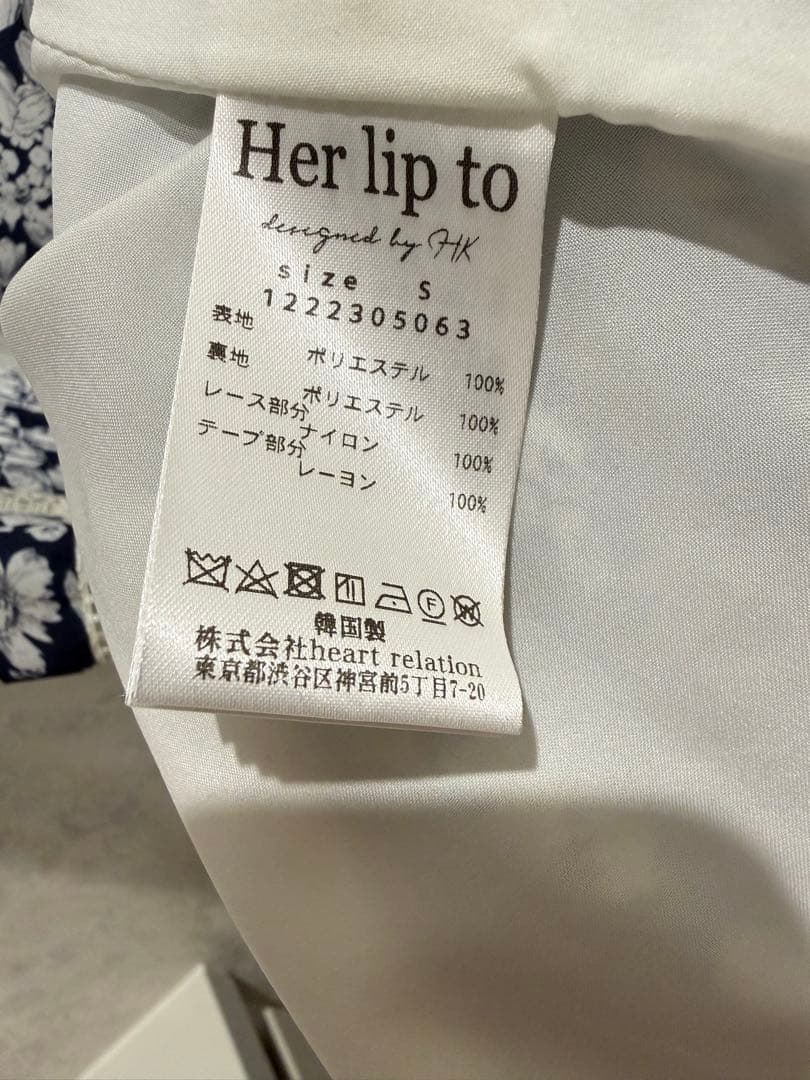 Her lip to
designed by HK
size S
1222305063
表地 ポリエステル 100%
裏地 ポリエステル 100%
レース部分 ナイロン 100%
テープ部分 レーヨン 100%
F W
韓国製
株式会社heart relation
東京都渋谷区神宮前5丁目7-20